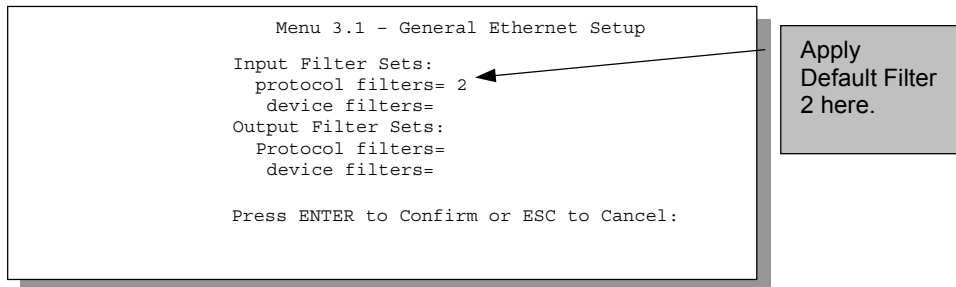 Menu 3.1 – General Ethernet Setup
Input Filter Sets:
protocol filters= 2
device filters=
Output Filter Sets:
Protocol filters=
device filters=
Press ENTER to Confirm or ESC to Cancel:
Apply
Default Filter
2 here.